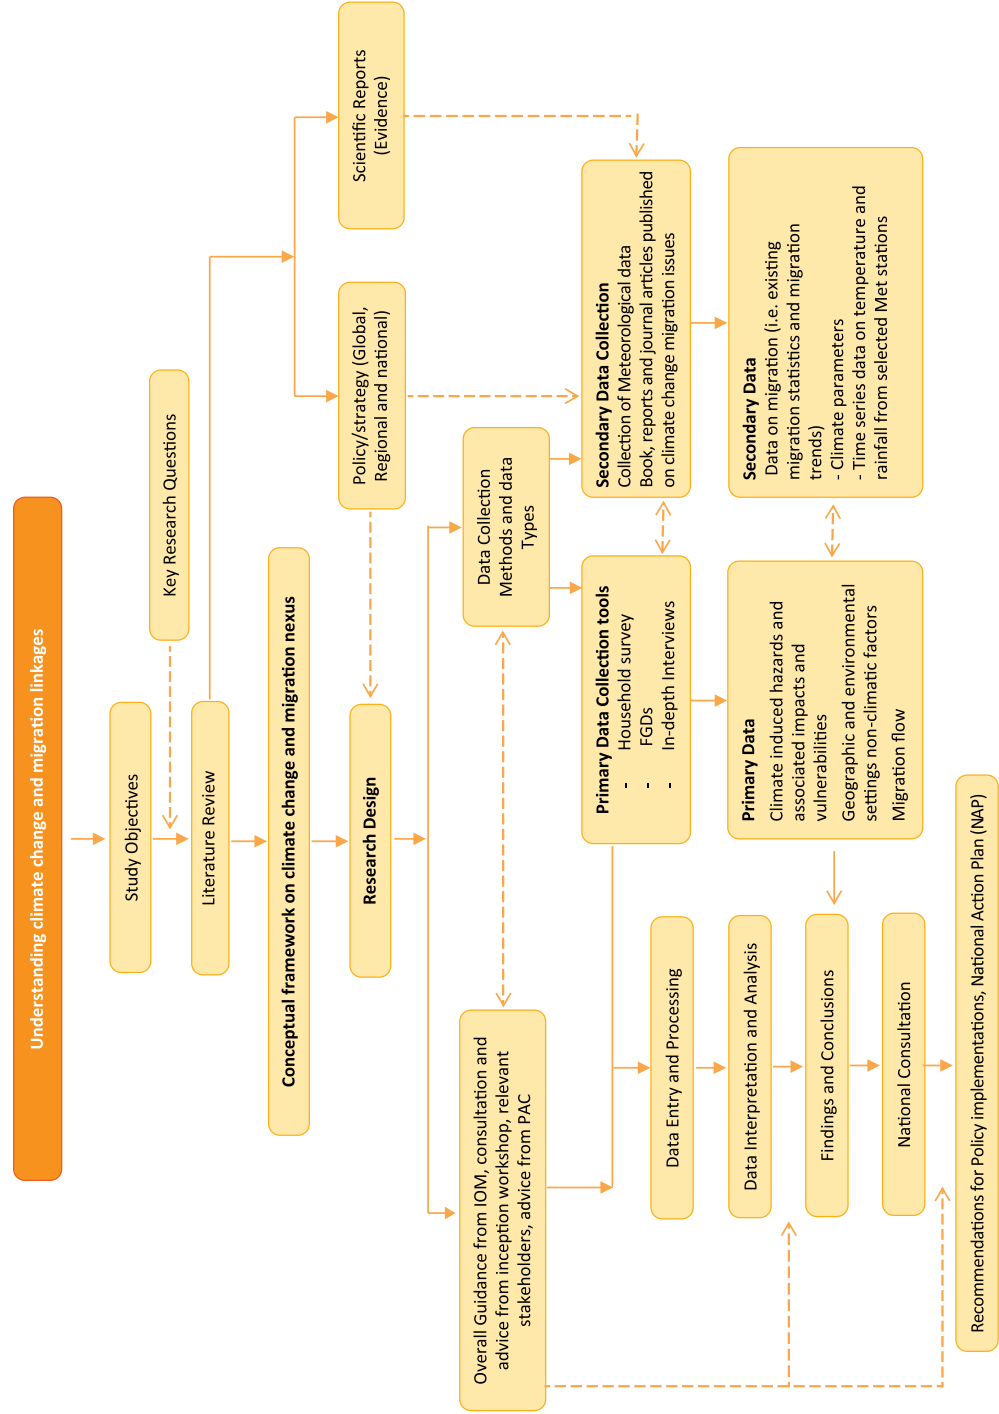 Understanding climate change and migration linkages
Study Objectives
Key Research Questions
Literature Review
Conceptual framework on climate change and migration nexus
Research Design
Policy/strategy (Global,
Regional and national)
Scientific Reports
(Evidence)
Overall Guidance from IOM, consultation and
advice from inception workshop, relevant
stakeholders, advice from PAC
Data Collection
Methods and data
Types
Primary Data Collection tools
- Household survey
- FGDs
- In-depth Interviews
Secondary Data Collection
Collection of Meteorological data
Book, reports and journal articles published
on climate change migration issues
Data Entry and Processing
Data Interpretation and Analysis
Findings and Conclusions
National Consultation
Primary Data
Climate induced hazards and
associated impacts and
vulnerabilities
Geographic and environmental
settings non-climatic factors
Migration flow
Secondary Data
Data on migration (i.e. existing
migration statistics and migration
trends)
- Climate parameters
- Time series data on temperature and
rainfall from selected Met stations
Recommendations for Policy implementations, National Action Plan (NAP)